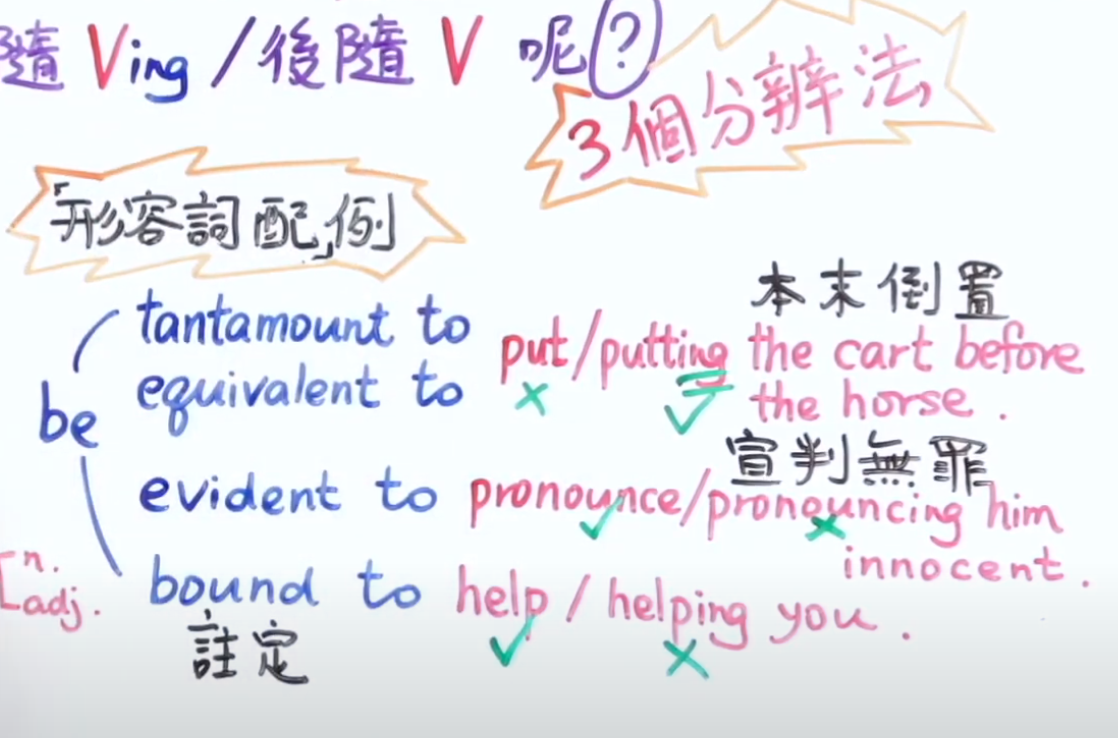 隨 Ving / 後隨 V 呢?
3個分辨法
「形容詞配」例
本末倒置
tantamount to
put/putting the cart before
equivalent to
the horse.
be
宣判無罪
evident to pronounce/pronouncing him
innocent.
n.
adj.
bound to help / helping you.
註定